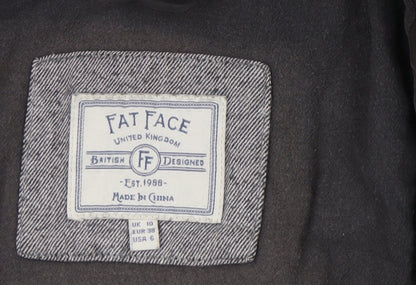 FAT FACE
UNITED KINGDOM
BRITISH FF DESIGNED
-EST. 1988-
MADE IN CHINA
UK 10
EUR 38
USA 6